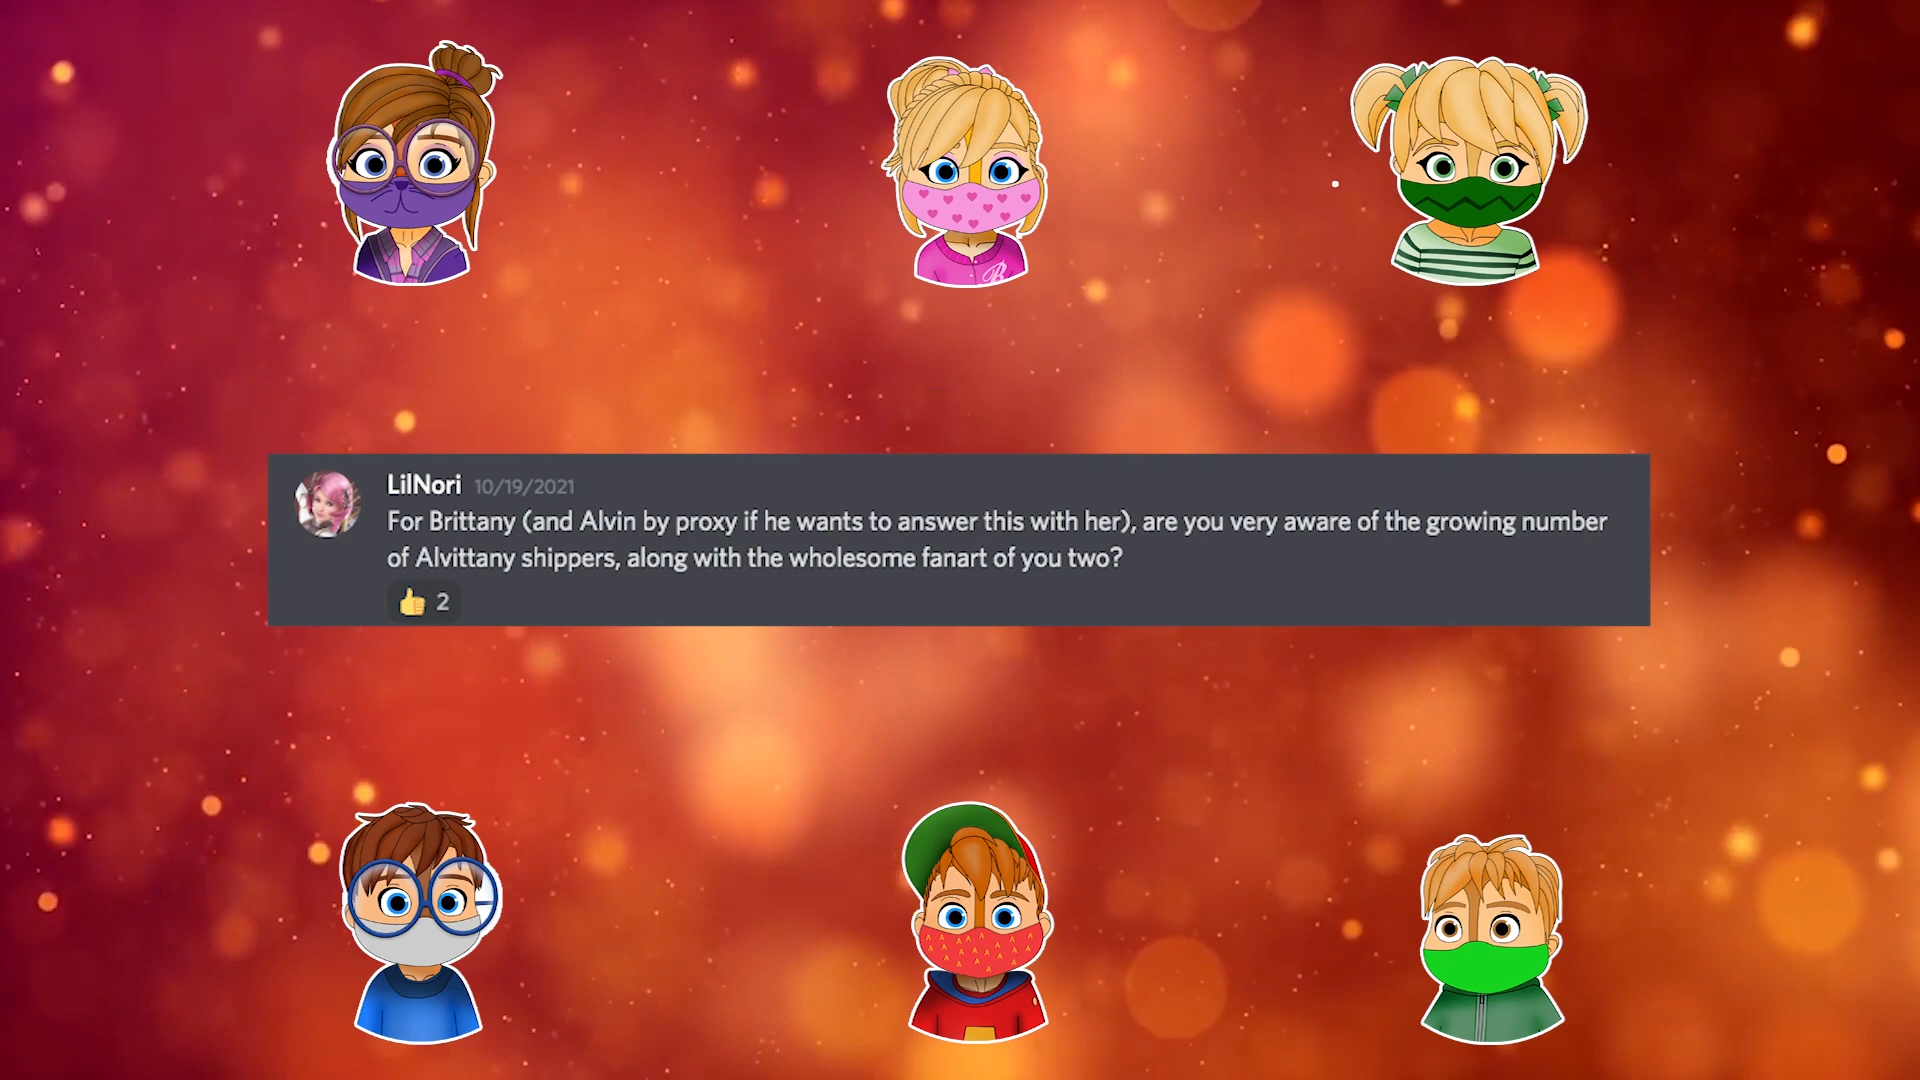 B
LilNori 10/19/2021
For Brittany (and Alvin by proxy if he wants to answer this with her), are you very aware of the growing number
of Alvittany shippers, along with the wholesome fanart of you two?
👍 2